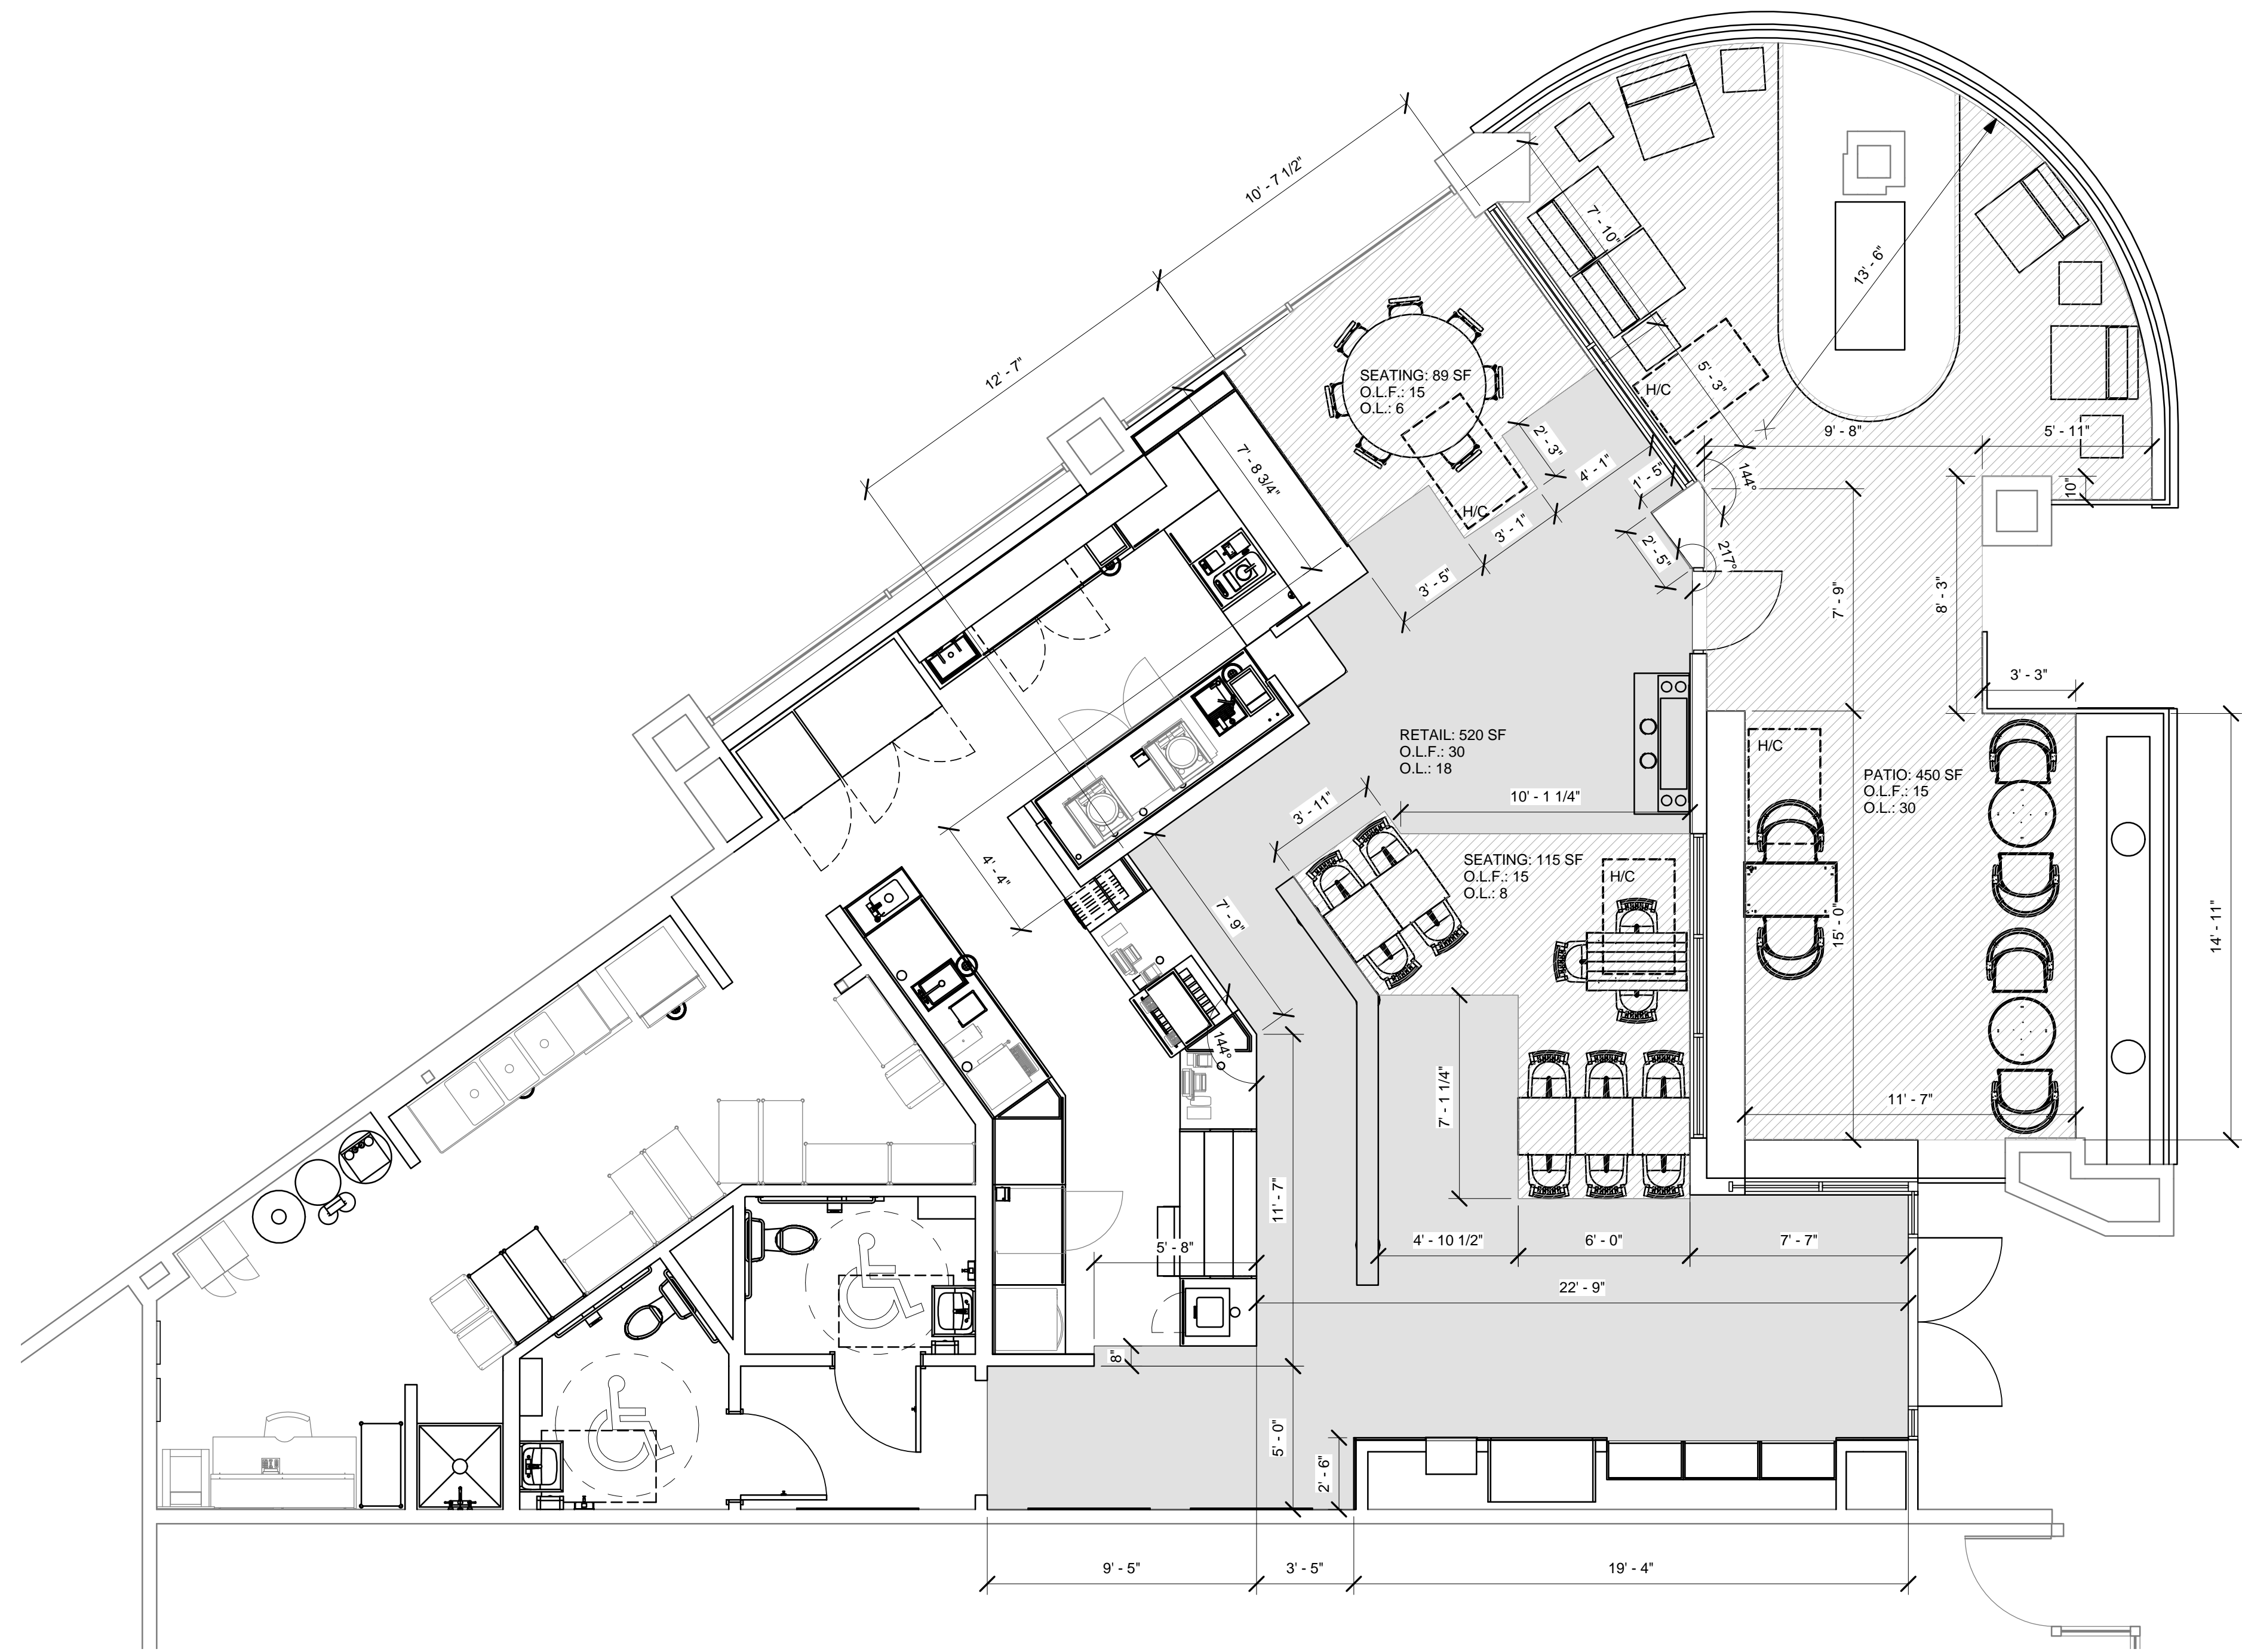 10' - 7 1/2"
12' - 7"
7' - 10"
13' - 6"
5' - 3"
H/C
SEATING: 89 SF
O.L.F.: 15
O.L.: 6
H/C
2' - 3"
4' - 1"
1' - 5"
3' - 1"
3' - 5"
2' - 5"
144°
217°
9' - 8"
5' - 11"
10"
7' - 8 3/4"
7' - 9"
8' - 3"
3' - 3"
RETAIL: 520 SF
O.L.F.: 30
O.L.: 18
10' - 1 1/4"
3' - 11"
H/C
PATIO: 450 SF
O.L.F.: 15
O.L.: 30
SEATING: 115 SF
O.L.F.: 15
O.L.: 8
H/C
4' - 4"
7' - 9"
15' - 0"
14' - 11"
144°
7' - 1 1/4"
11' - 7"
11' - 7"
5' - 8"
4' - 10 1/2"
6' - 0"
7' - 7"
22' - 9"
8"
5' - 0"
2' - 6"
9' - 5"
3' - 5"
19' - 4"